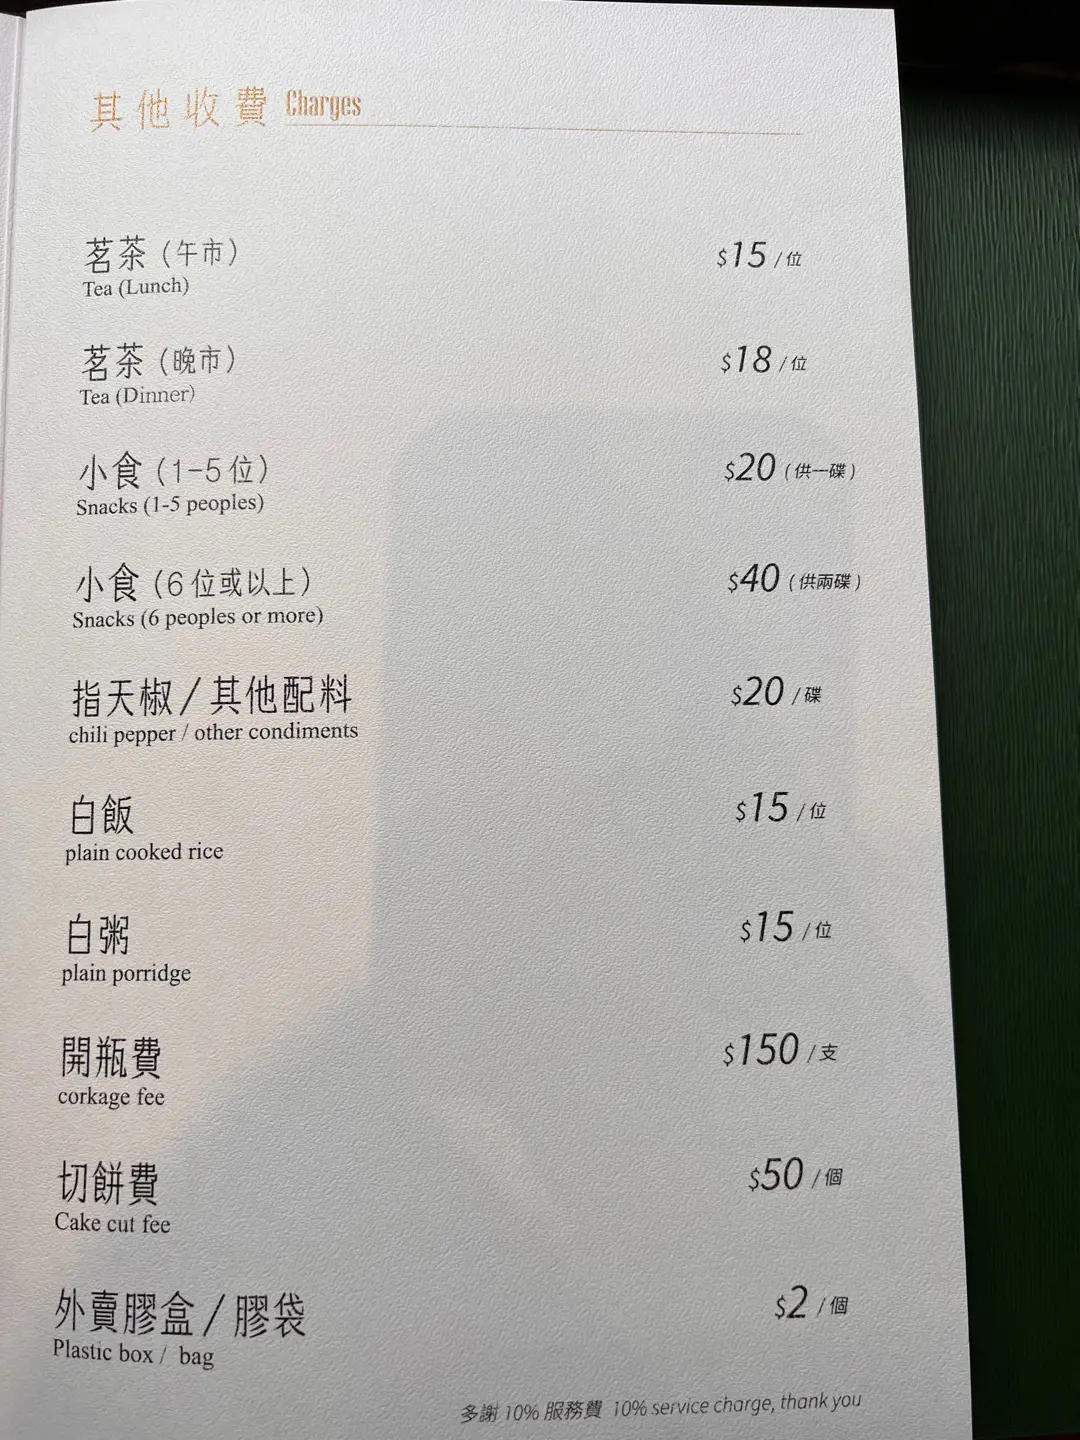 其他收費 Charges
茗茶（午市） $15 / 位
Tea (Lunch)
茗茶（晚市） $18 / 位
Tea (Dinner)
小食（1-5位） $20（供一碟）
Snacks (1-5 peoples)
小食（6位或以上） $40（供兩碟）
Snacks (6 peoples or more)
指天椒/其他配料 $20 / 碟
chili pepper / other condiments
白飯 $15 / 位
plain cooked rice
白粥 $15 / 位
plain porridge
開瓶費 $150 / 支
corkage fee
切餅費 $50 / 個
Cake cut fee
外賣膠盒/膠袋 $2 / 個
Plastic box / bag
多謝 10% 服務費 10% service charge, thank you